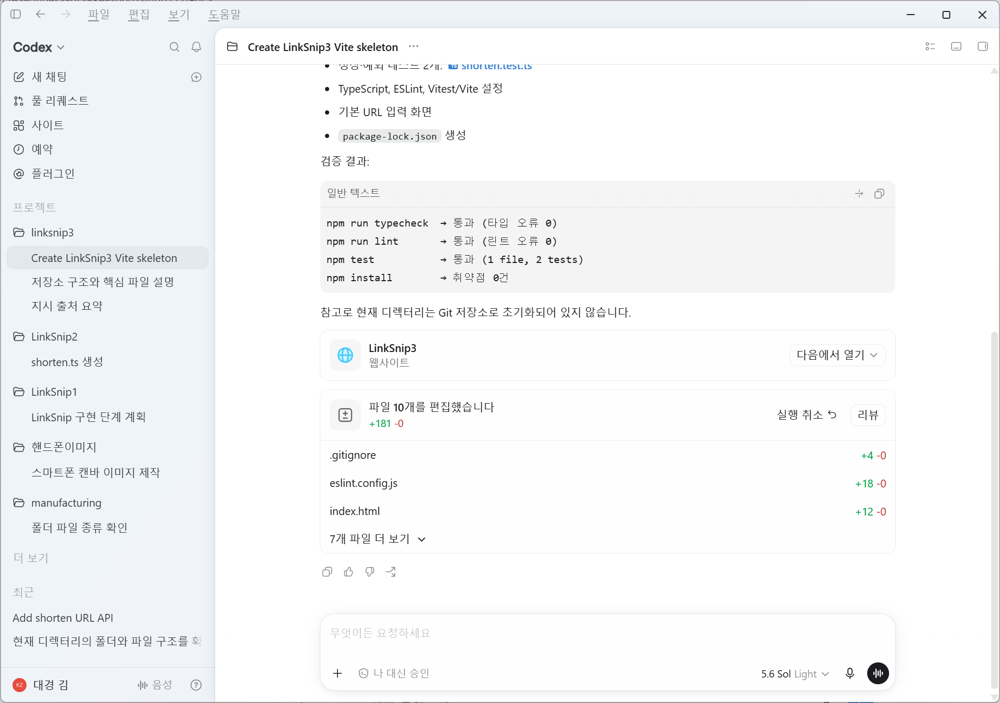 파일 편집 보기 도움말
Codex
새 채팅
풀 리퀘스트
사이트
예약
플러그인
프로젝트
linksnip3
Create LinkSnip3 Vite skeleton
저장소 구조와 핵심 파일 설명
지시 출처 요약
LinkSnip2
shorten.ts 생성
LinkSnip1
LinkSnip 구현 단계 계획
핸드폰이미지
스마트폰 캔바 이미지 제작
manufacturing
폴더 파일 종류 확인
더 보기
최근
Add shorten URL API
현재 디렉터리의 폴더와 파일 구조를 확
KZ 대경 김 음성
Create LinkSnip3 Vite skeleton
테스트 2개: TS shorten.test.ts
TypeScript, ESLint, Vitest/Vite 설정
기본 URL 입력 화면
package-lock.json 생성
검증 결과:
일반 텍스트
npm run typecheck → 통과 (타입 오류 0)
npm run lint → 통과 (린트 오류 0)
npm test → 통과 (1 file, 2 tests)
npm install → 취약점 0건
참고로 현재 디렉터리는 Git 저장소로 초기화되어 있지 않습니다.
LinkSnip3
웹사이트
다음에서 열기
파일 10개를 편집했습니다
+181 -0
실행 취소 리뷰
.gitignore +4 -0
eslint.config.js +18 -0
index.html +12 -0
7개 파일 더 보기
무엇이든 요청하세요
나 대신 승인 5.6 Sol Light